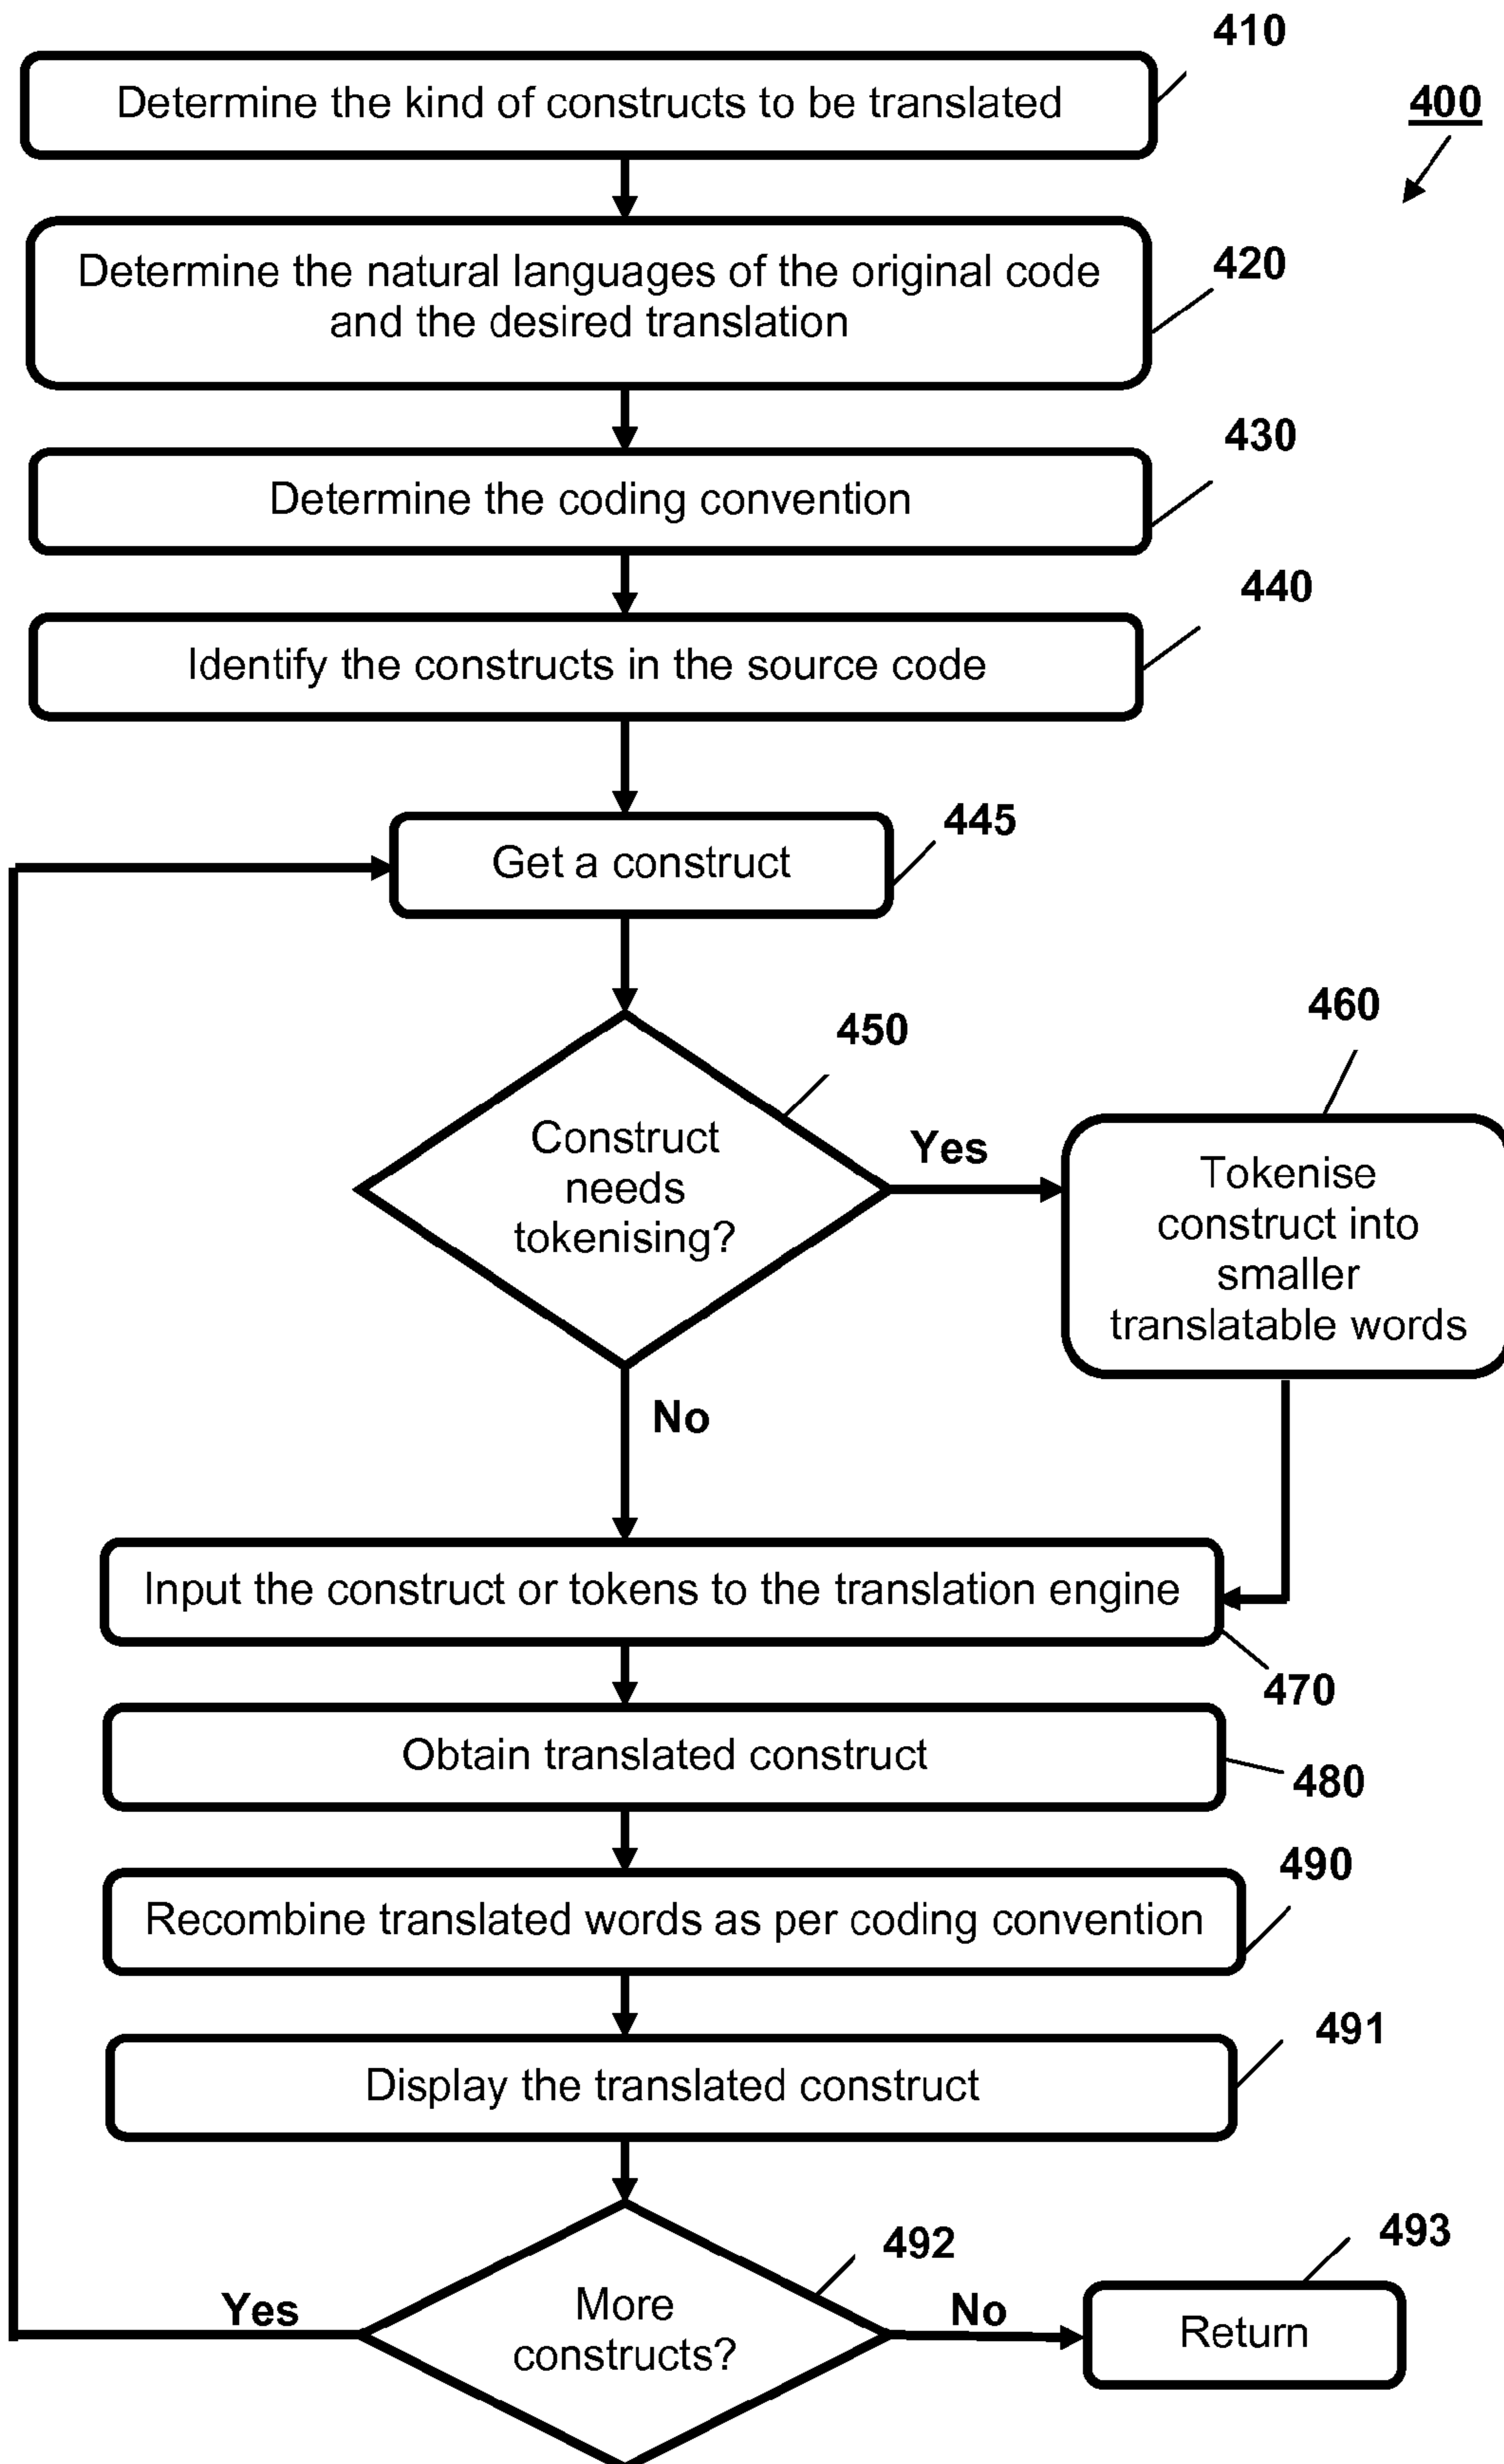 410
Determine the kind of constructs to be translated
400
Determine the natural languages of the original code
and the desired translation
420
430
Determine the coding convention
440
Identify the constructs in the source code
445
Get a construct
450
460
Construct
needs
tokenising?
Yes
Tokenise
construct into
smaller
translatable words
No
Input the construct or tokens to the translation engine
470
Obtain translated construct
480
490
Recombine translated words as per coding convention
491
Display the translated construct
492
493
Yes
More
constructs?
No
Return